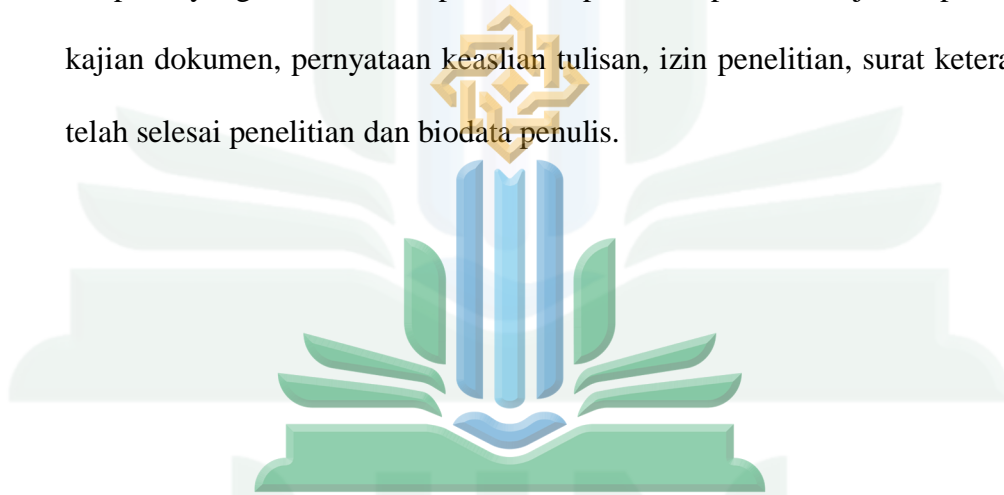 kajian dokumen, pernyataan keaslian tulisan, izin penelitian, surat ketera
telah selesai penelitian dan biodata penulis.